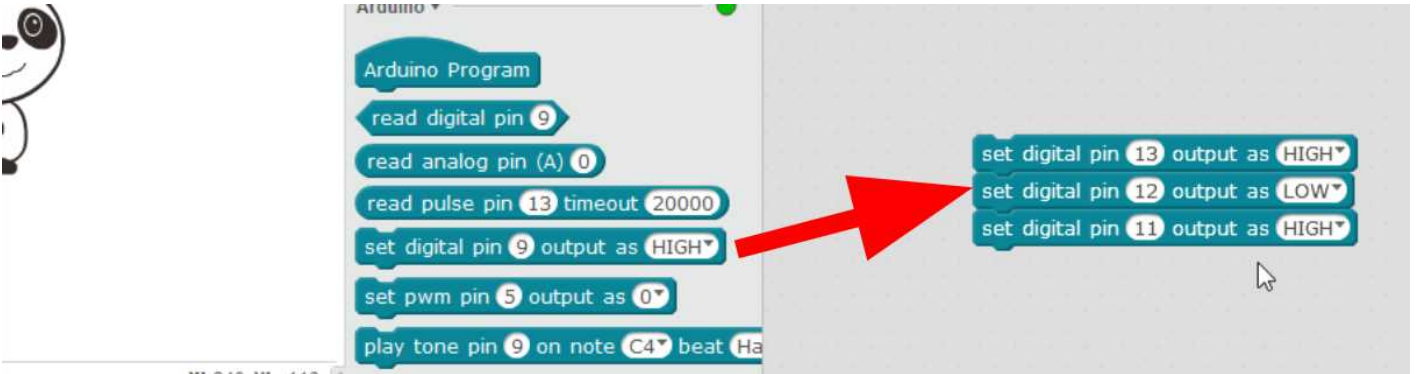 Arduino
Arduino Program
read digital pin 9
read analog pin (A) 0
read pulse pin 13 timeout 20000
set digital pin 9 output as HIGH
set pwm pin 5 output as 0
play tone pin 9 on note C4 beat Ha
set digital pin 13 output as HIGH
set digital pin 12 output as LOW
set digital pin 11 output as HIGH